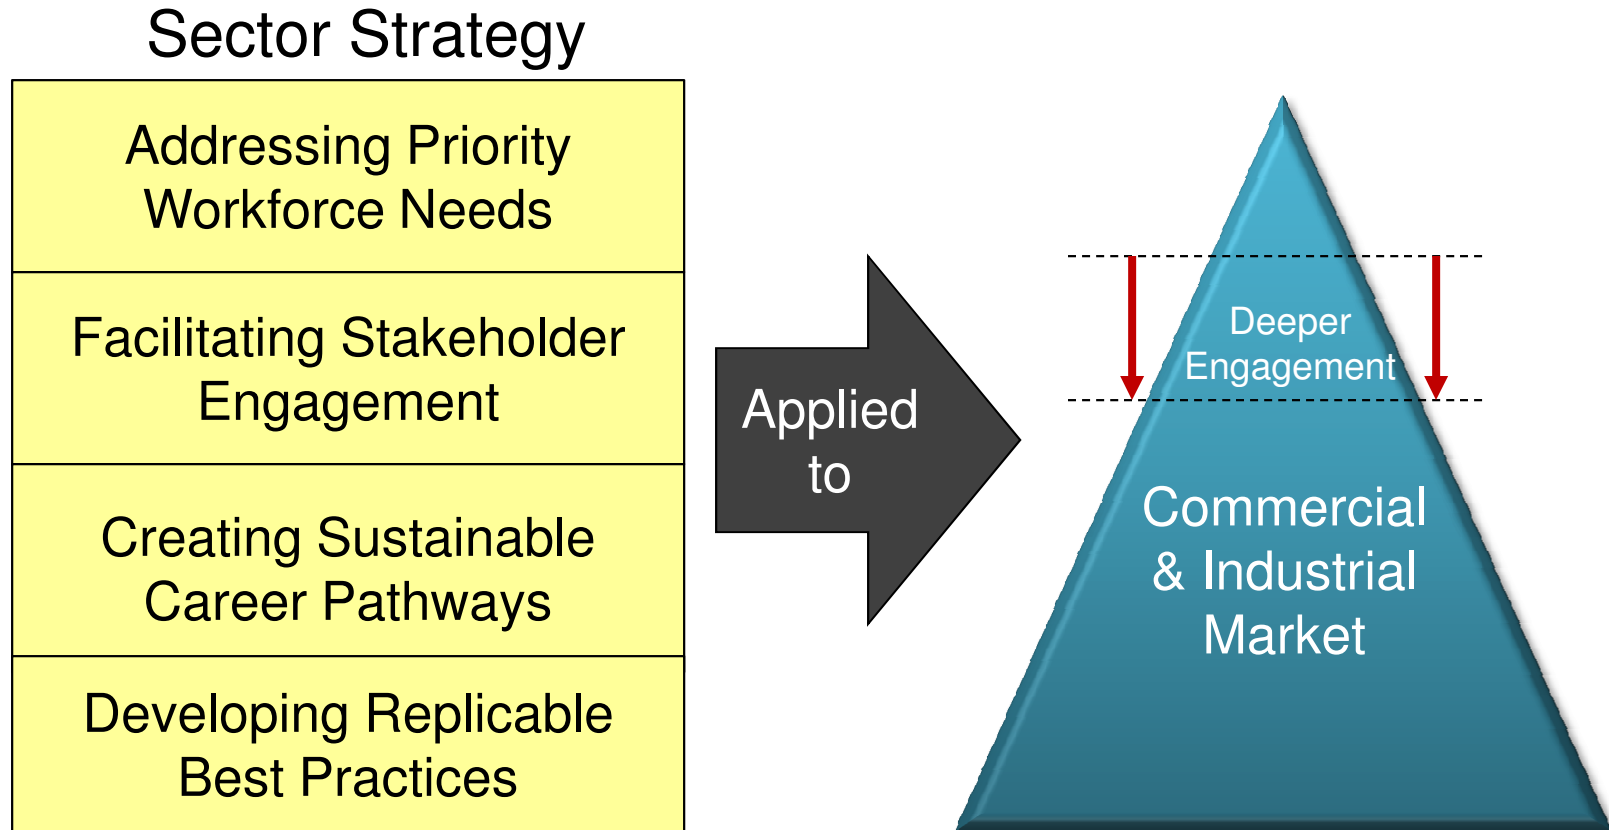 Sector Strategy
Addressing Priority
Workforce Needs
Facilitating Stakeholder
Engagement
Creating Sustainable
Career Pathways
Developing Replicable
Best Practices
Applied
to
Deeper
Engagement
Commercial
& Industrial
Market